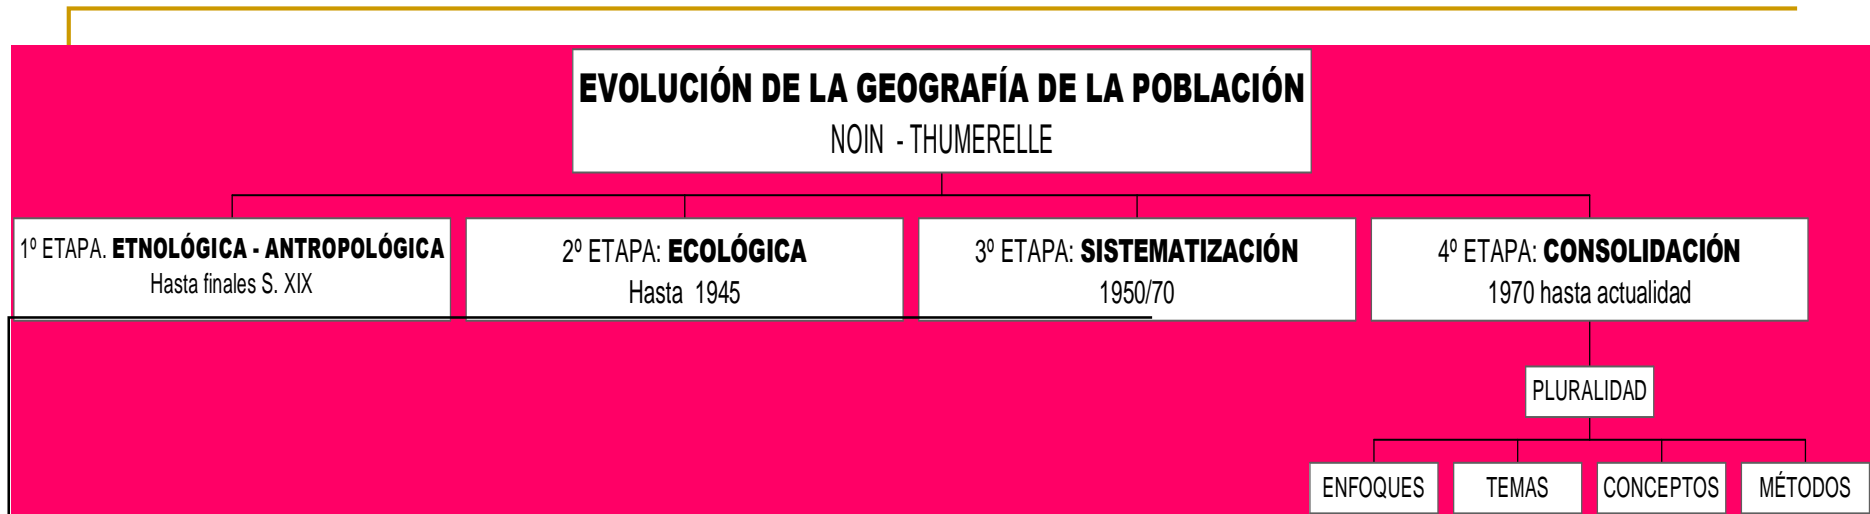 EVOLUCIÓN DE LA GEOGRAFÍA DE LA POBLACIÓN
NOIN - THUMERELLE
1º ETAPA. ETNOLÓGICA - ANTROPOLÓGICA
Hasta finales S. XIX
2º ETAPA: ECOLÓGICA
Hasta 1945
3º ETAPA: SISTEMATIZACIÓN
1950/70
4º ETAPA: CONSOLIDACIÓN
1970 hasta actualidad
PLURALIDAD
ENFOQUES
TEMAS
CONCEPTOS
MÉTODOS